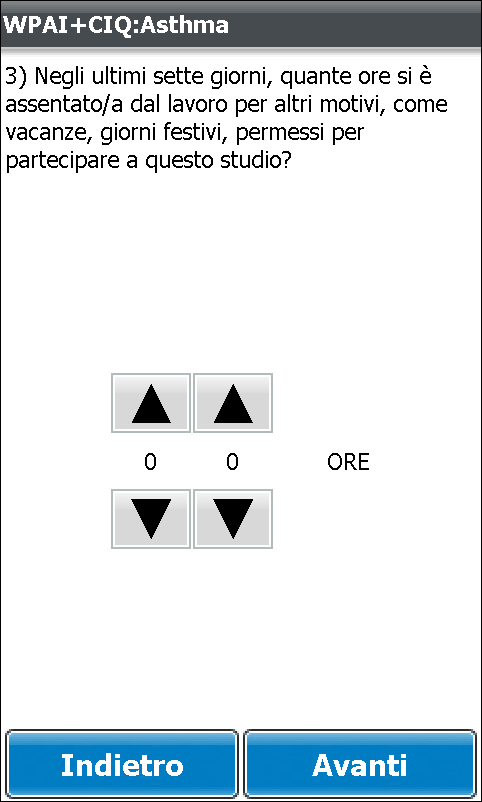 WPAI+CIQ:Asthma
3) Negli ultimi sette giorni, quante ore si è
assentato/a dal lavoro per altri motivi, come
vacanze, giorni festivi, permessi per
partecipare a questo studio?
0 0 ORE
Indietro Avanti